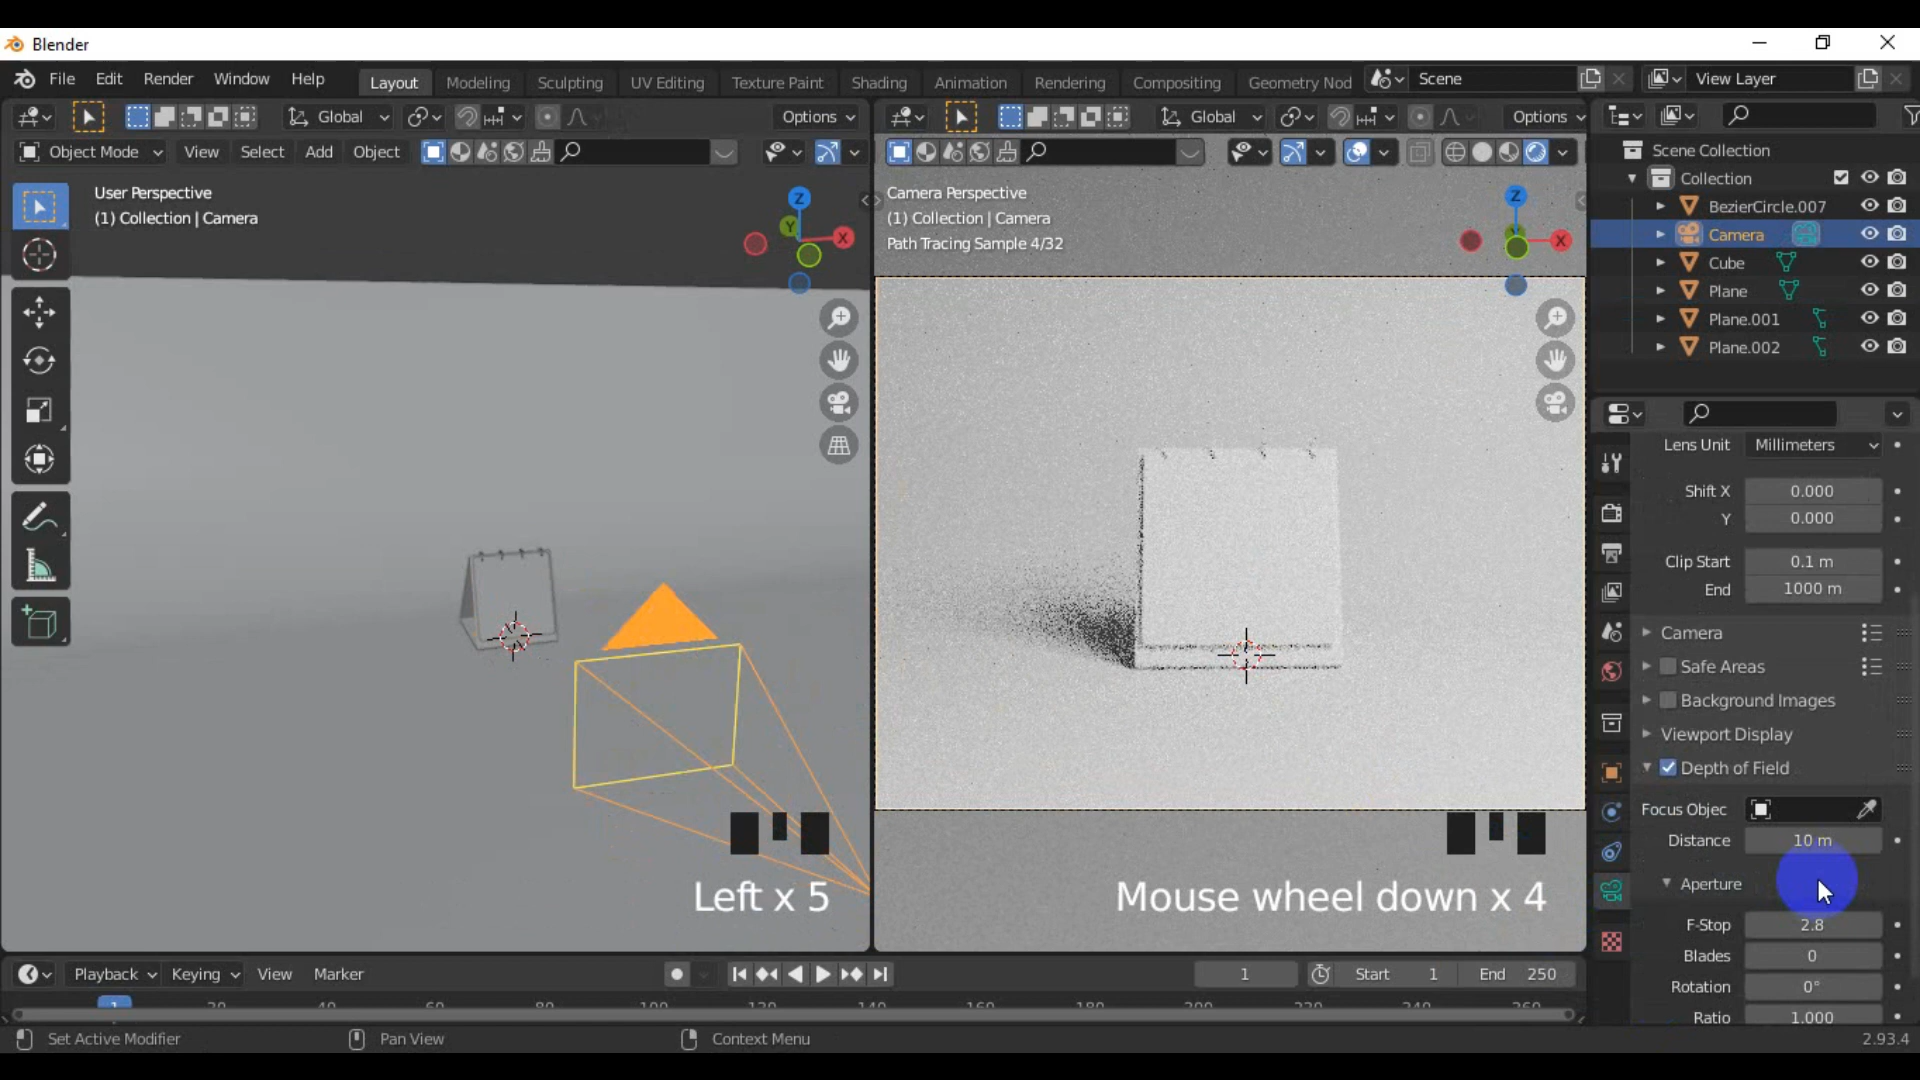 Blender
File Edit Render Window Help Layout Modeling Sculpting UV Editing Texture Paint Shading Animation Rendering Compositing Geometry Nod Scene View Layer
Global Options Global Options
Object Mode View Select Add Object
User Perspective
(1) Collection | Camera
Camera Perspective
(1) Collection | Camera
Path Tracing Sample 4/32
Z
Y
X
Z
X
Scene Collection
Collection
BezierCircle.007
Camera
Cube
Plane
Plane.001
Plane.002
Lens Unit Millimeters
Shift X 0.000
Y 0.000
Clip Start 0.1 m
End 1000 m
Camera
Safe Areas
Background Images
Viewport Display
Depth of Field
Focus Objec
Distance 10 m
Aperture
F-Stop 2.8
Blades 0
Rotation 0°
Ratio 1.000
Left x 5
Mouse wheel down x 4
Playback Keying View Marker 1 Start 1 End 250
Set Active Modifier Pan View Context Menu 2.93.4